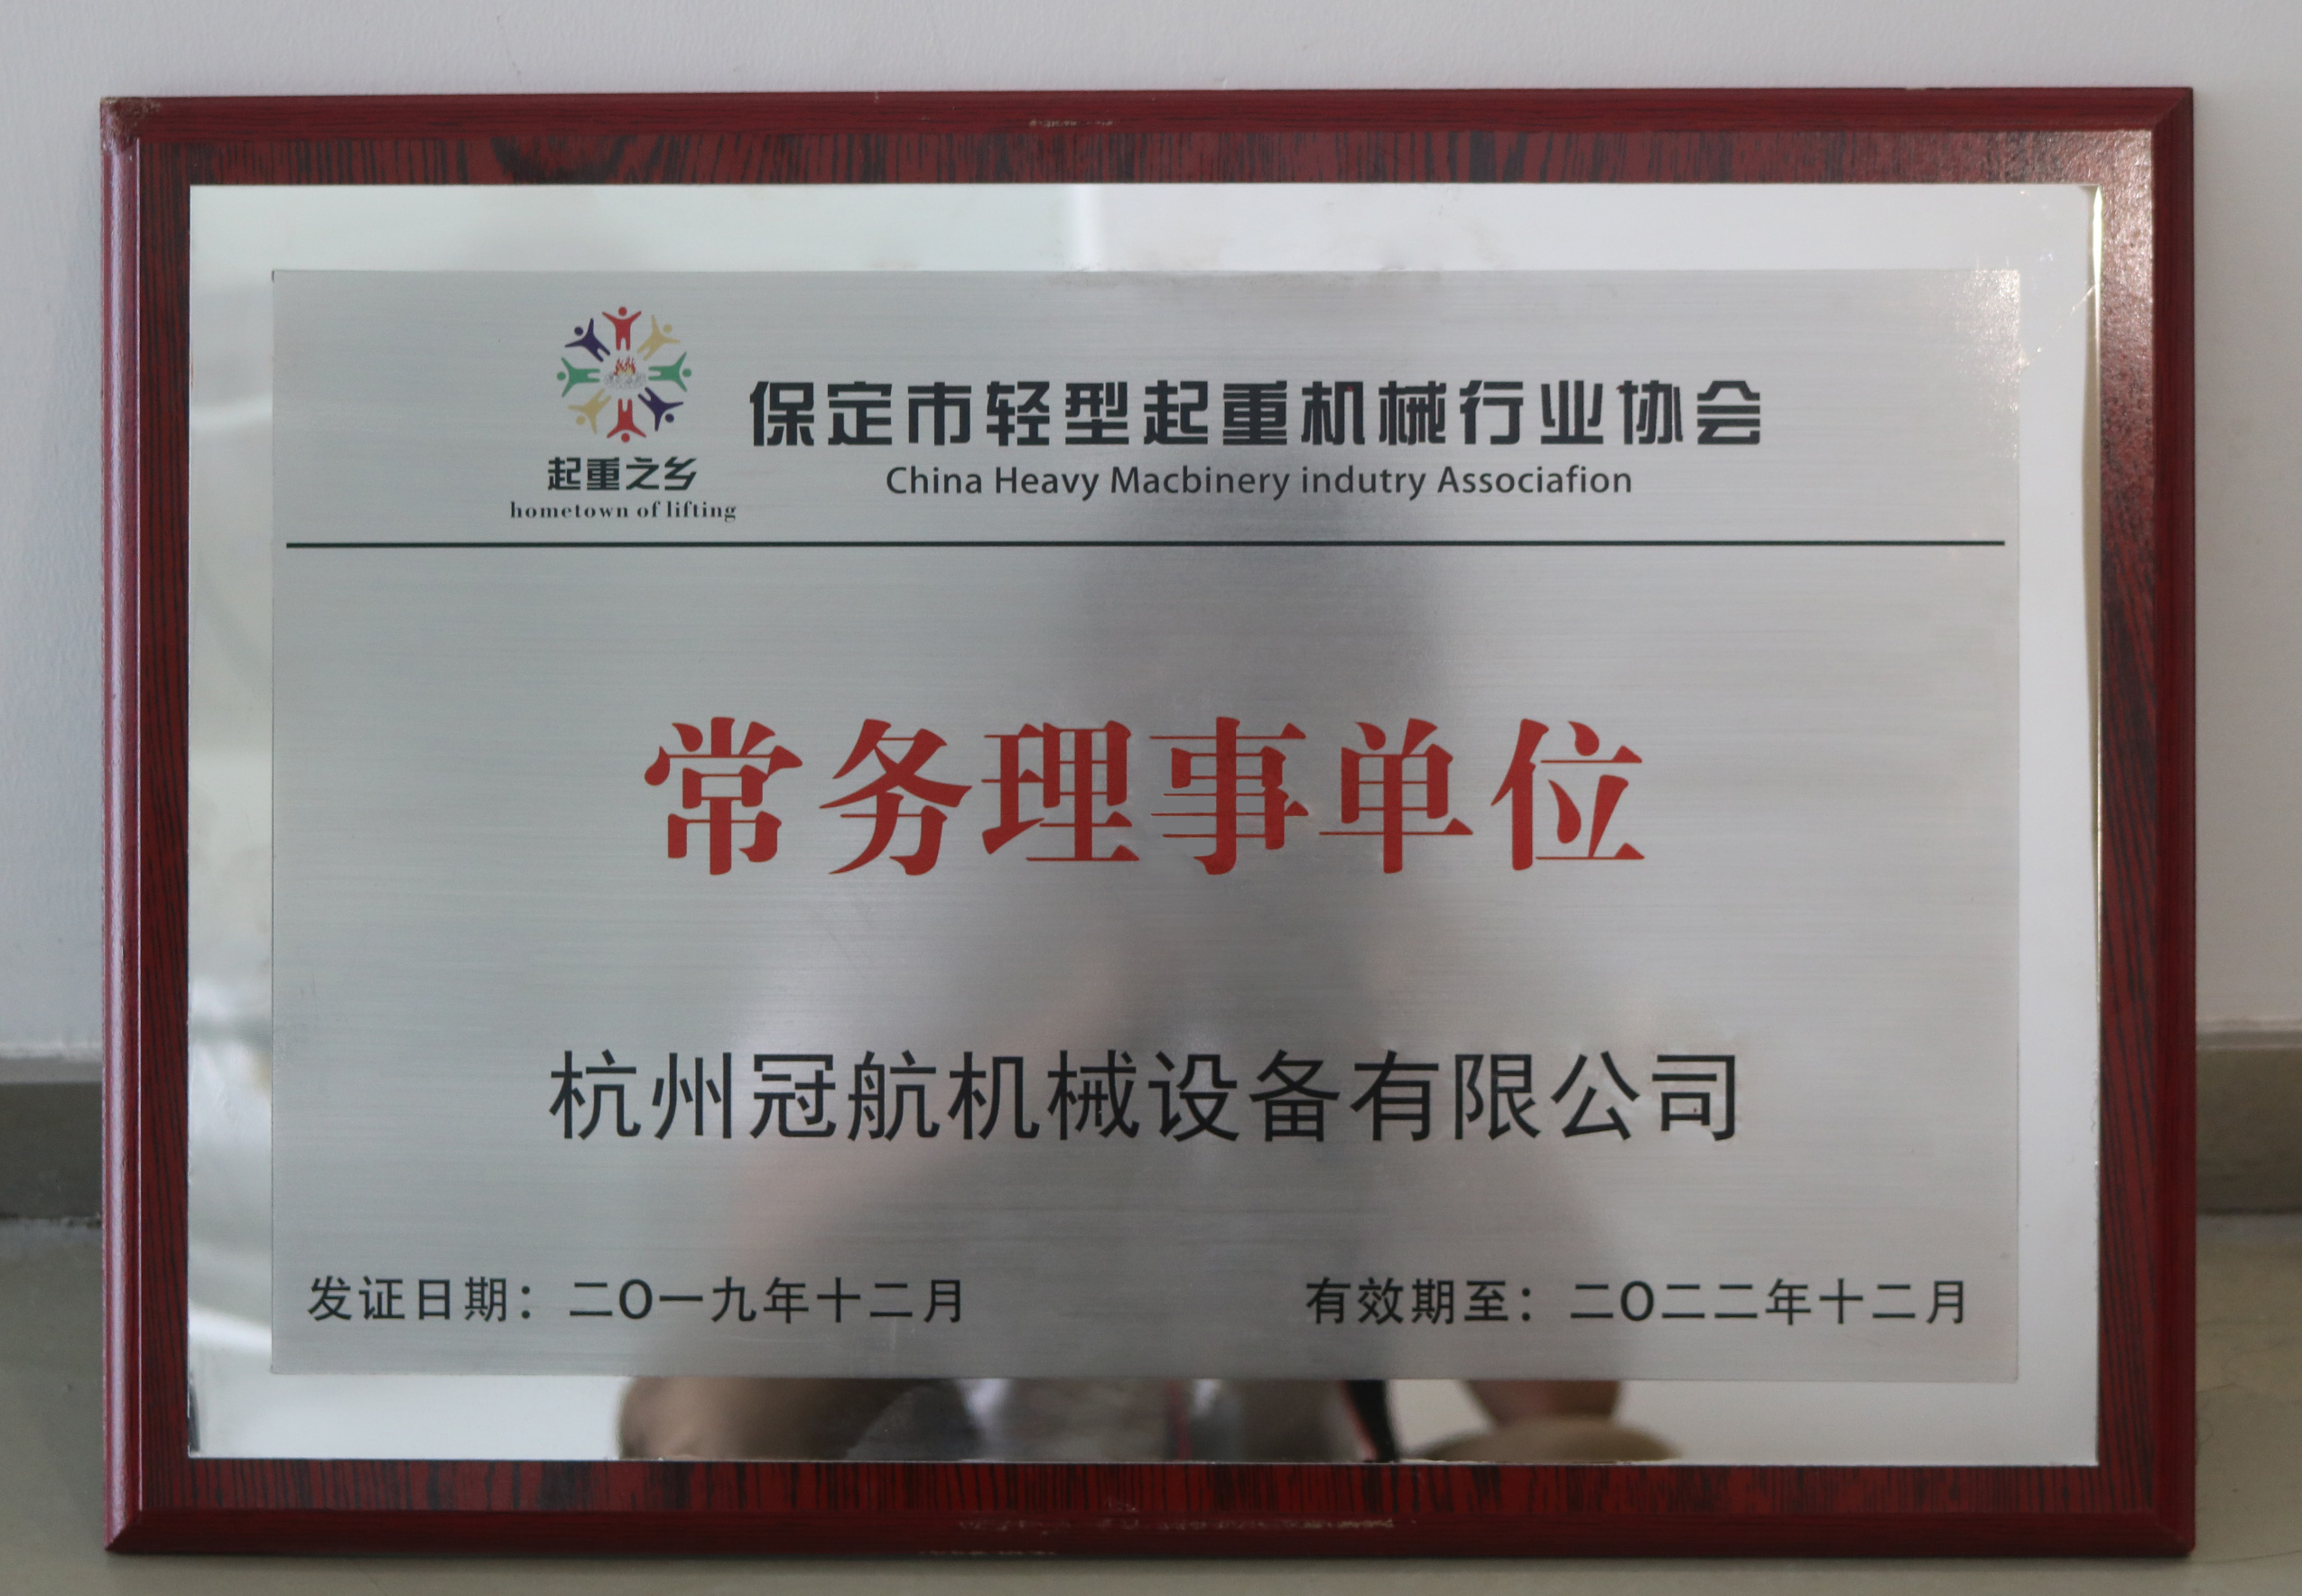 保定市轻型起重机械行业协会
China Heavy Macbinery indutry Associafion
起重之乡
hometown of lifting
常务理事单位
杭州冠航机械设备有限公司
发证日期：二〇一九年十二月
有效期至：二〇二二年十二月